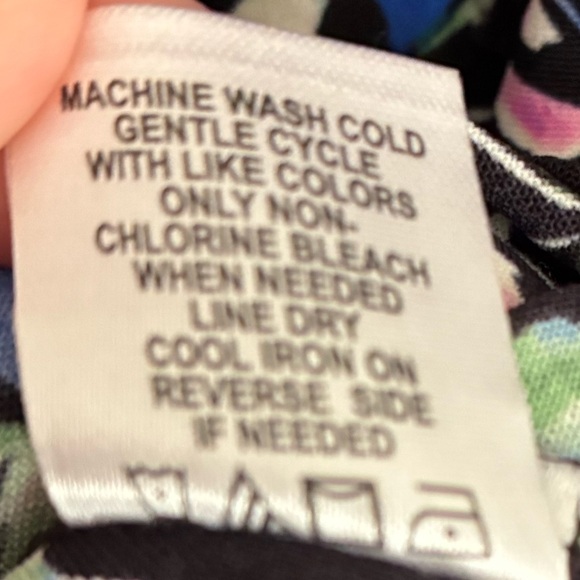 MACHINE WASH COLD
GENTLE CYCLE
WITH LIKE COLORS
ONLY NON-
CHLORINE BLEACH
WHEN NEEDED
LINE DRY
COOL IRON ON
REVERSE SIDE
IF NEEDED